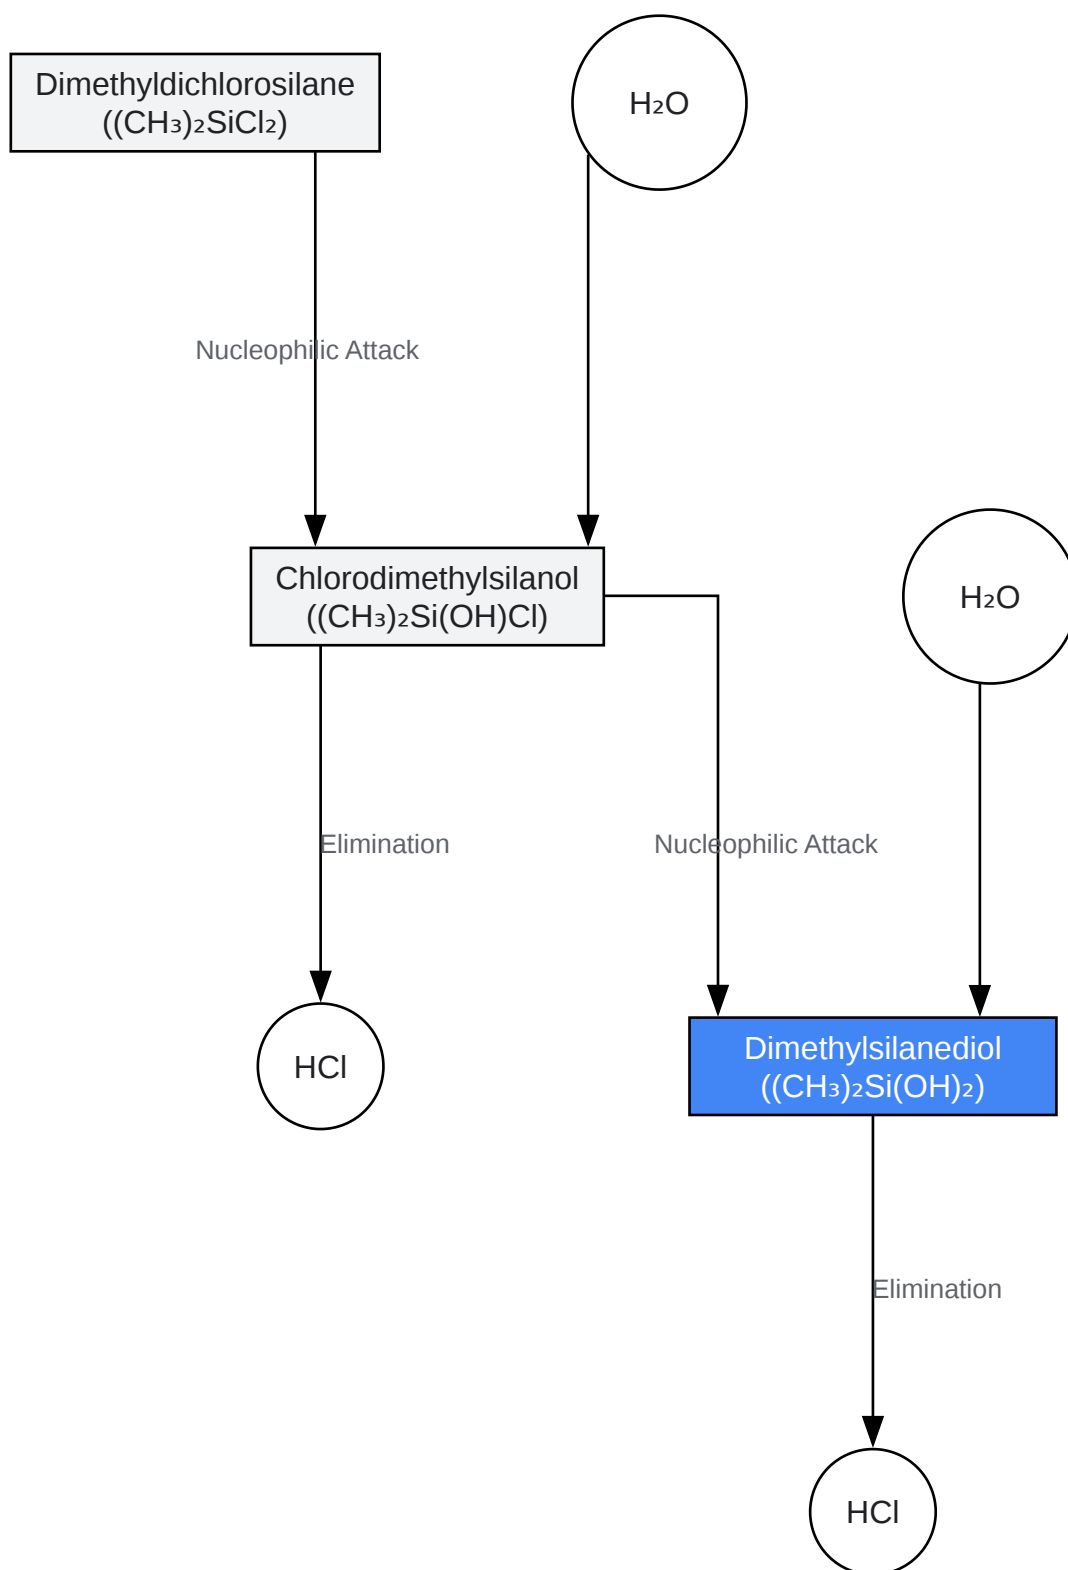 Dimethyldichlorosilane
((CH₃)₂SiCl₂)
H₂O
Nucleophilic Attack
Chlorodimethylsilanol
((CH₃)₂Si(OH)Cl)
H₂O
Elimination
Nucleophilic Attack
HCl
Dimethylsilanediol
((CH₃)₂Si(OH)₂)
Elimination
HCl